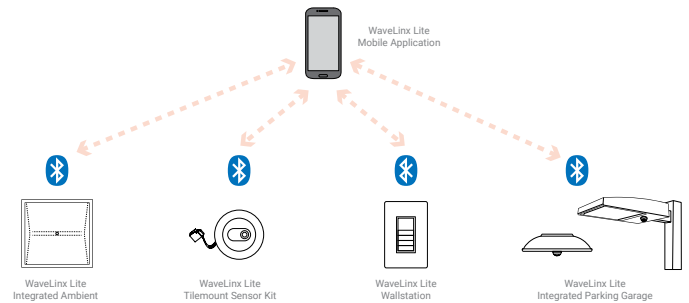 WaveLinx Lite
Mobile Application
WaveLinx Lite
Integrated Ambient
WaveLinx Lite
Tilemount Sensor Kit
WaveLinx Lite
Wallstation
WaveLinx Lite
Integrated Parking Garage